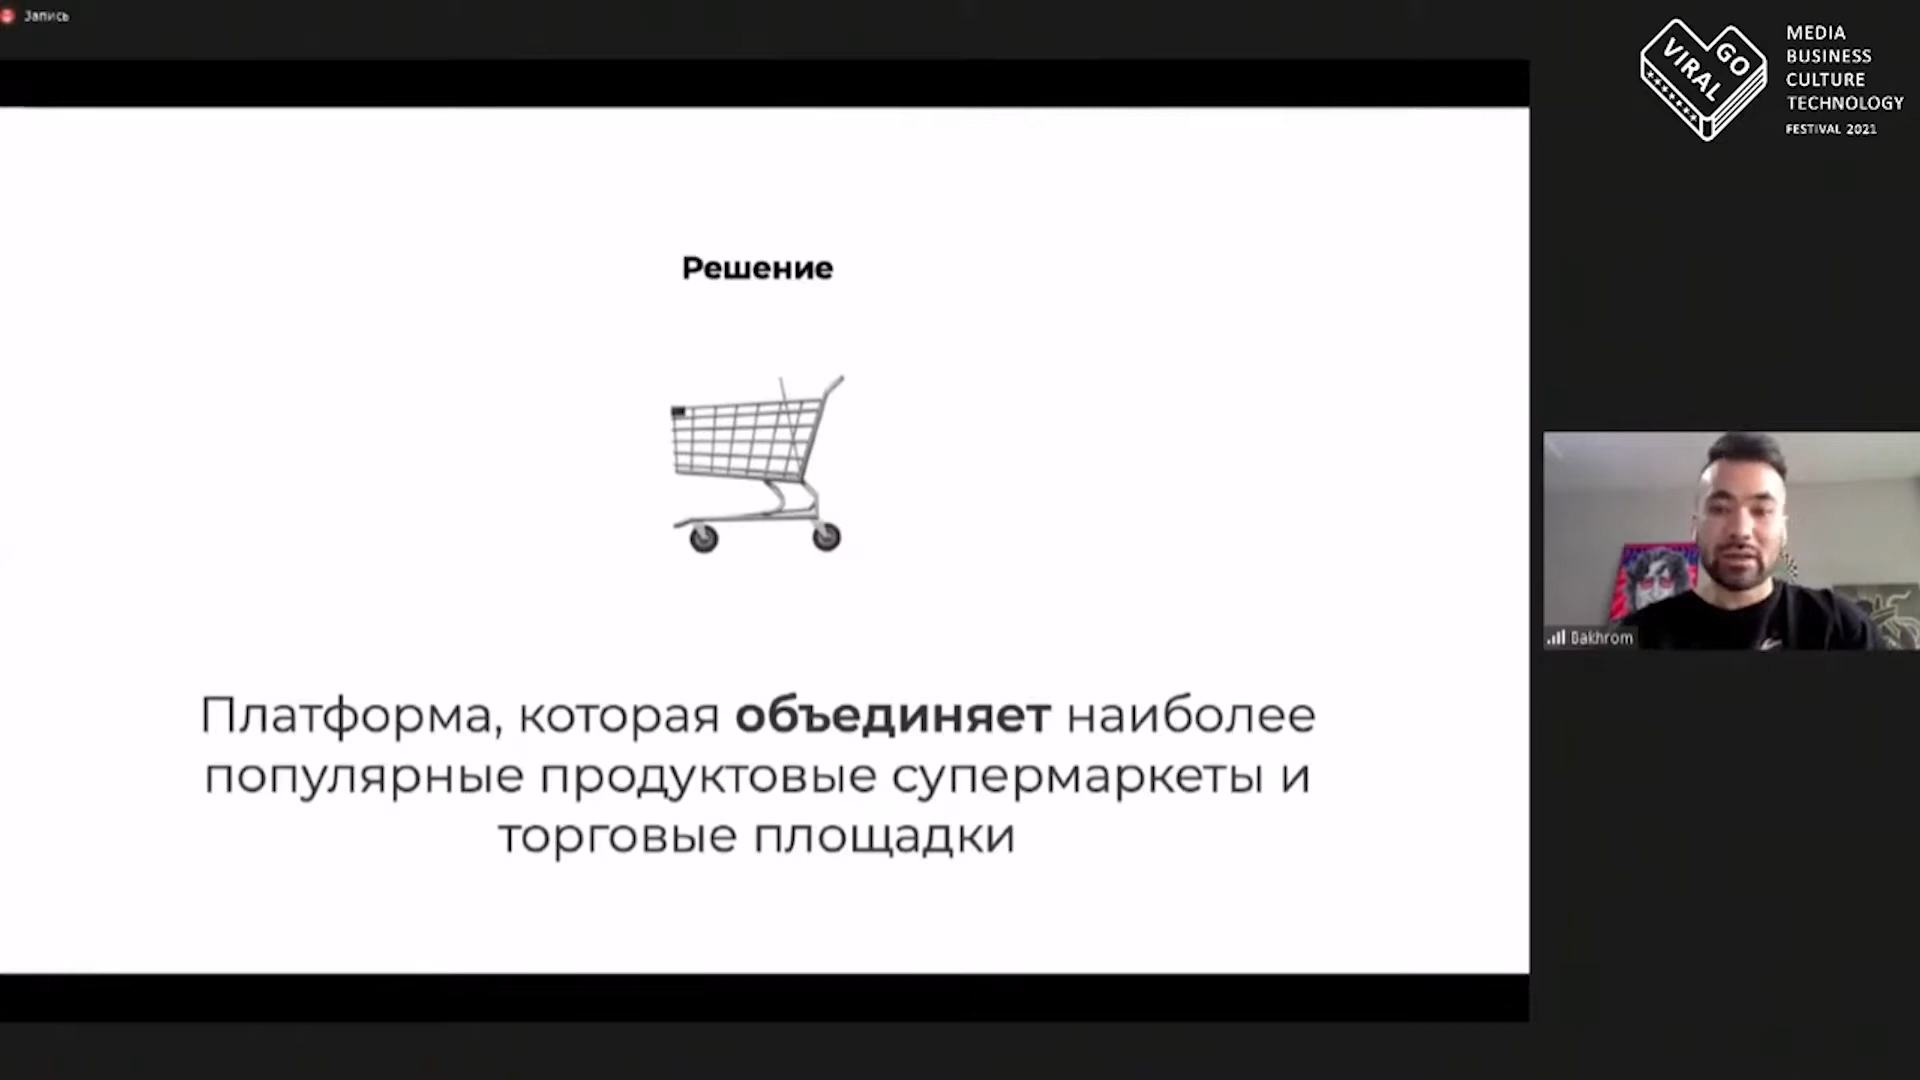 Запись
VIRAL
GO
MEDIA
BUSINESS
CULTURE
TECHNOLOGY
FESTIVAL 2021
Решение
Bakhrom
Платформа, которая объединяет наиболее
популярные продуктовые супермаркеты и
торговые площадки